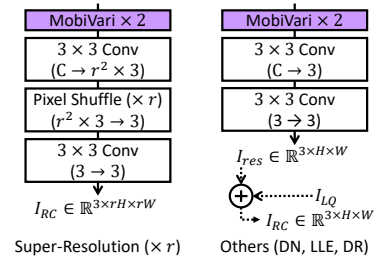 MobiVari × 2
3 × 3 Conv
(C → r² × 3)
Pixel Shuffle (× r)
(r² × 3 → 3)
3 × 3 Conv
(3 → 3)
I_RC ∈ ℝ^{3×rH×rW}
Super-Resolution (× r)
MobiVari × 2
3 × 3 Conv
(C → 3)
3 × 3 Conv
(3 → 3)
I_res ∈ ℝ^{3×H×W}
I_LQ
I_RC ∈ ℝ^{3×H×W}
Others (DN, LLE, DR)